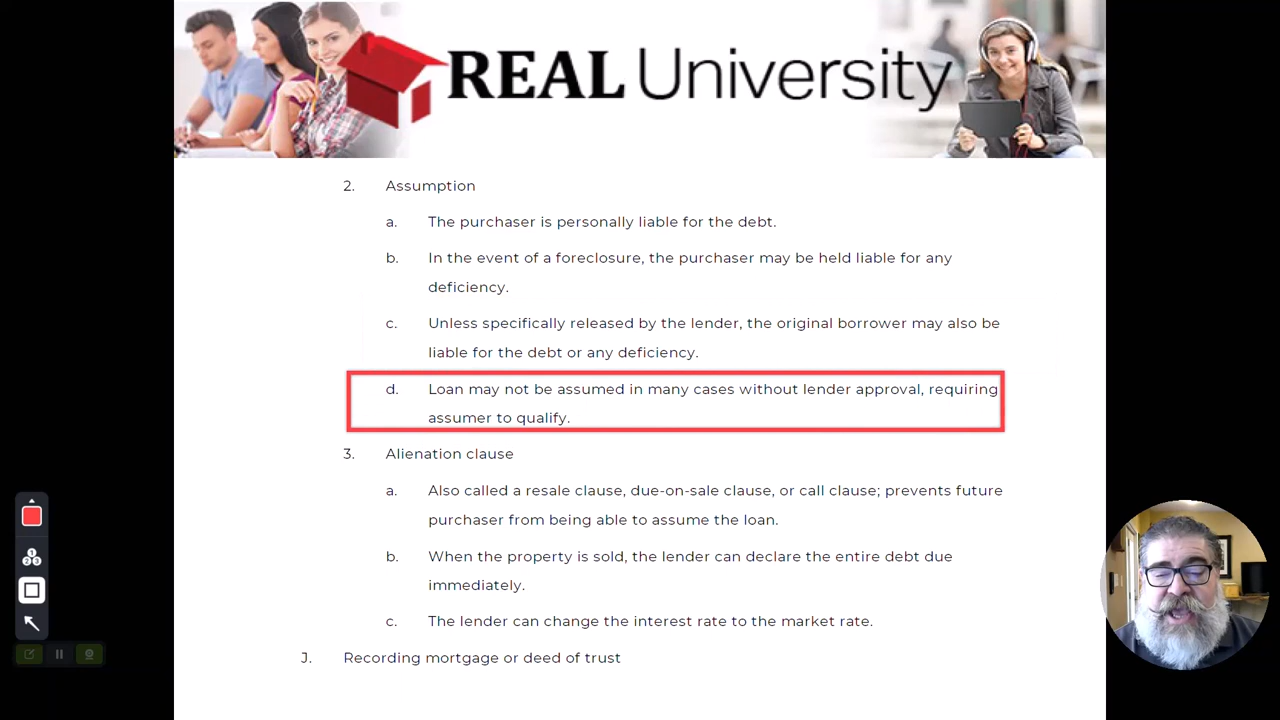 REAL University
2. Assumption
a. The purchaser is personally liable for the debt.
b. In the event of a foreclosure, the purchaser may be held liable for any
deficiency.
c. Unless specifically released by the lender, the original borrower may also be
liable for the debt or any deficiency.
d. Loan may not be assumed in many cases without lender approval, requiring
assumer to qualify.
3. Alienation clause
a. Also called a resale clause, due-on-sale clause, or call clause; prevents future
purchaser from being able to assume the loan.
b. When the property is sold, the lender can declare the entire debt due
immediately.
c. The lender can change the interest rate to the market rate.
J. Recording mortgage or deed of trust